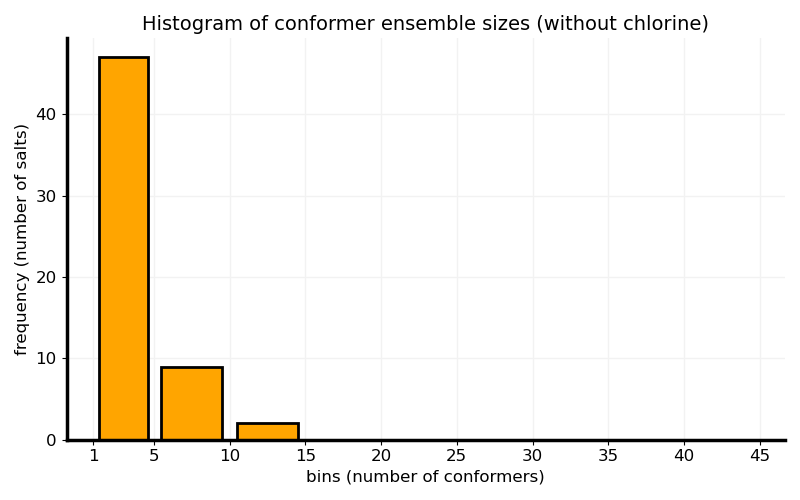 Histogram of conformer ensemble sizes (without chlorine)
frequency (number of salts)
40
30
20
10
0
1 5 10 15 20 25 30 35 40 45
bins (number of conformers)